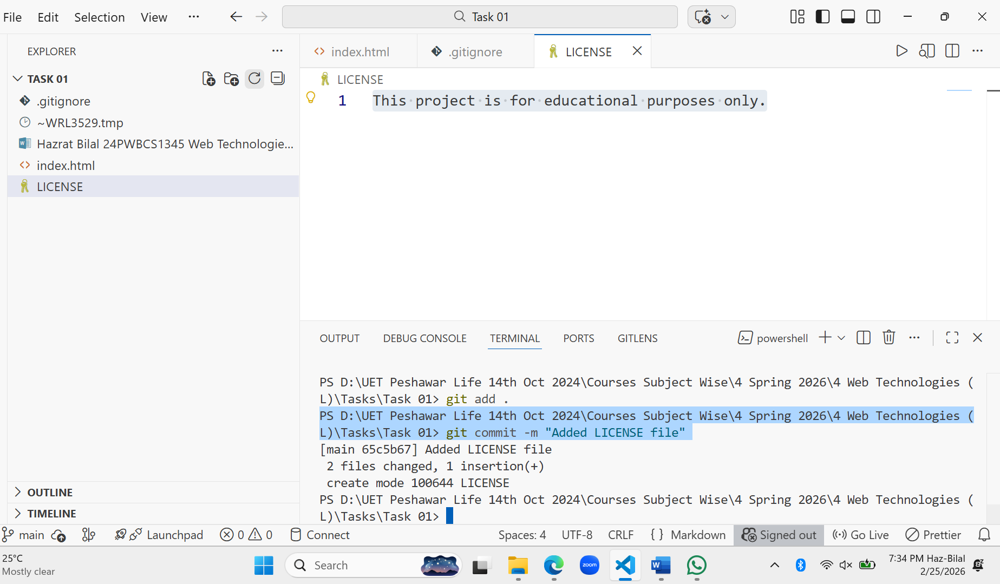 File Edit Selection View ··· Task 01
EXPLORER ···
TASK 01
.gitignore
~WRL3529.tmp
Hazrat Bilal 24PWBCS1345 Web Technologie...
index.html
LICENSE
OUTLINE
TIMELINE
index.html .gitignore LICENSE
LICENSE
1 This project is for educational purposes only.
OUTPUT DEBUG CONSOLE TERMINAL PORTS GITLENS powershell
PS D:\UET Peshawar Life 14th Oct 2024\Courses Subject Wise\4 Spring 2026\4 Web Technologies (
L)\Tasks\Task 01> git add .
PS D:\UET Peshawar Life 14th Oct 2024\Courses Subject Wise\4 Spring 2026\4 Web Technologies (
L)\Tasks\Task 01> git commit -m "Added LICENSE file"
[main 65c5b67] Added LICENSE file
2 files changed, 1 insertion(+)
create mode 100644 LICENSE
PS D:\UET Peshawar Life 14th Oct 2024\Courses Subject Wise\4 Spring 2026\4 Web Technologies (
L)\Tasks\Task 01>
main Launchpad 0 0 Connect Spaces: 4 UTF-8 CRLF { } Markdown Signed out Go Live Prettier
25°C
Mostly clear
Search
zoom
W
7:34 PM Haz-Bilal
2/25/2026